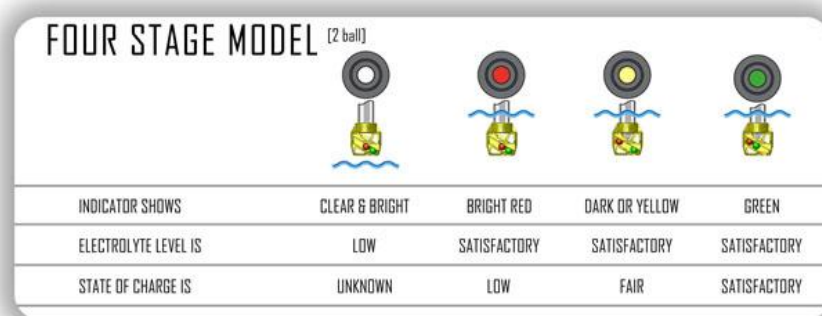 FOUR STAGE MODEL [2 ball]
INDICATOR SHOWS CLEAR & BRIGHT BRIGHT RED DARK OR YELLOW GREEN
ELECTROLYTE LEVEL IS LOW SATISFACTORY SATISFACTORY SATISFACTORY
STATE OF CHARGE IS UNKNOWN LOW FAIR SATISFACTORY